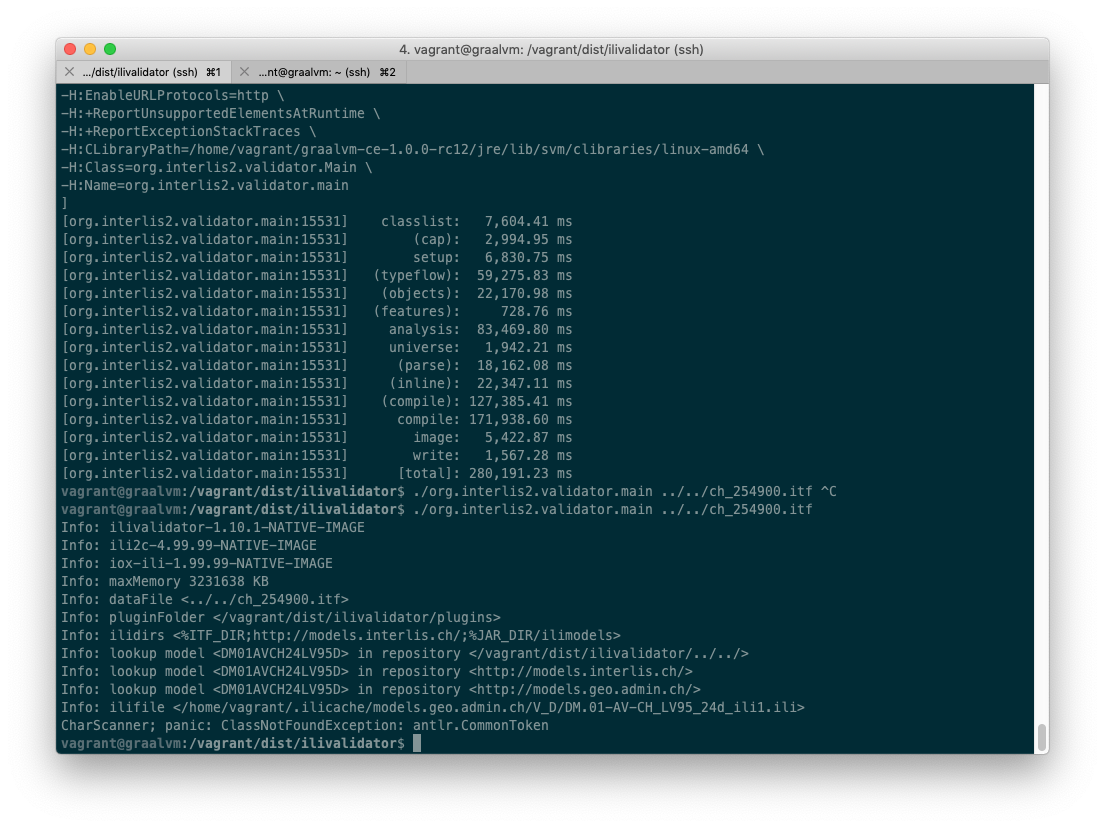 4. vagrant@graalvm: /vagrant/dist/ilivalidator (ssh)
.../dist/ilivalidator (ssh) ⌘1 ...nt@graalvm: ~ (ssh) ⌘2
-H:EnableURLProtocols=http \
-H:+ReportUnsupportedElementsAtRuntime \
-H:+ReportExceptionStackTraces \
-H:CLibraryPath=/home/vagrant/graalvm-ce-1.0.0-rc12/jre/lib/svm/clibraries/linux-amd64 \
-H:Class=org.interlis2.validator.Main \
-H:Name=org.interlis2.validator.main
]
[org.interlis2.validator.main:15531]    classlist:   7,604.41 ms
[org.interlis2.validator.main:15531]        (cap):   2,994.95 ms
[org.interlis2.validator.main:15531]        setup:   6,830.75 ms
[org.interlis2.validator.main:15531]   (typeflow):  59,275.83 ms
[org.interlis2.validator.main:15531]    (objects):  22,170.98 ms
[org.interlis2.validator.main:15531]   (features):     728.76 ms
[org.interlis2.validator.main:15531]     analysis:  83,469.80 ms
[org.interlis2.validator.main:15531]     universe:   1,942.21 ms
[org.interlis2.validator.main:15531]      (parse):  18,162.08 ms
[org.interlis2.validator.main:15531]     (inline):  22,347.11 ms
[org.interlis2.validator.main:15531]    (compile): 127,385.41 ms
[org.interlis2.validator.main:15531]      compile: 171,938.60 ms
[org.interlis2.validator.main:15531]        image:   5,422.87 ms
[org.interlis2.validator.main:15531]        write:   1,567.28 ms
[org.interlis2.validator.main:15531]      [total]: 280,191.23 ms
vagrant@graalvm:/vagrant/dist/ilivalidator$ ./org.interlis2.validator.main ../../ch_254900.itf ^C
vagrant@graalvm:/vagrant/dist/ilivalidator$ ./org.interlis2.validator.main ../../ch_254900.itf
Info: ilivalidator-1.10.1-NATIVE-IMAGE
Info: ili2c-4.99.99-NATIVE-IMAGE
Info: iox-ili-1.99.99-NATIVE-IMAGE
Info: maxMemory 3231638 KB
Info: dataFile <../../ch_254900.itf>
Info: pluginFolder </vagrant/dist/ilivalidator/plugins>
Info: ilidirs <%ITF_DIR;http://models.interlis.ch/;%JAR_DIR/ilimodels>
Info: lookup model <DM01AVCH24LV95D> in repository </vagrant/dist/ilivalidator/../../>
Info: lookup model <DM01AVCH24LV95D> in repository <http://models.interlis.ch/>
Info: lookup model <DM01AVCH24LV95D> in repository <http://models.geo.admin.ch/>
Info: ilifile </home/vagrant/.ilicache/models.geo.admin.ch/V_D/DM.01-AV-CH_LV95_24d_ili1.ili>
CharScanner; panic: ClassNotFoundException: antlr.CommonToken
vagrant@graalvm:/vagrant/dist/ilivalidator$